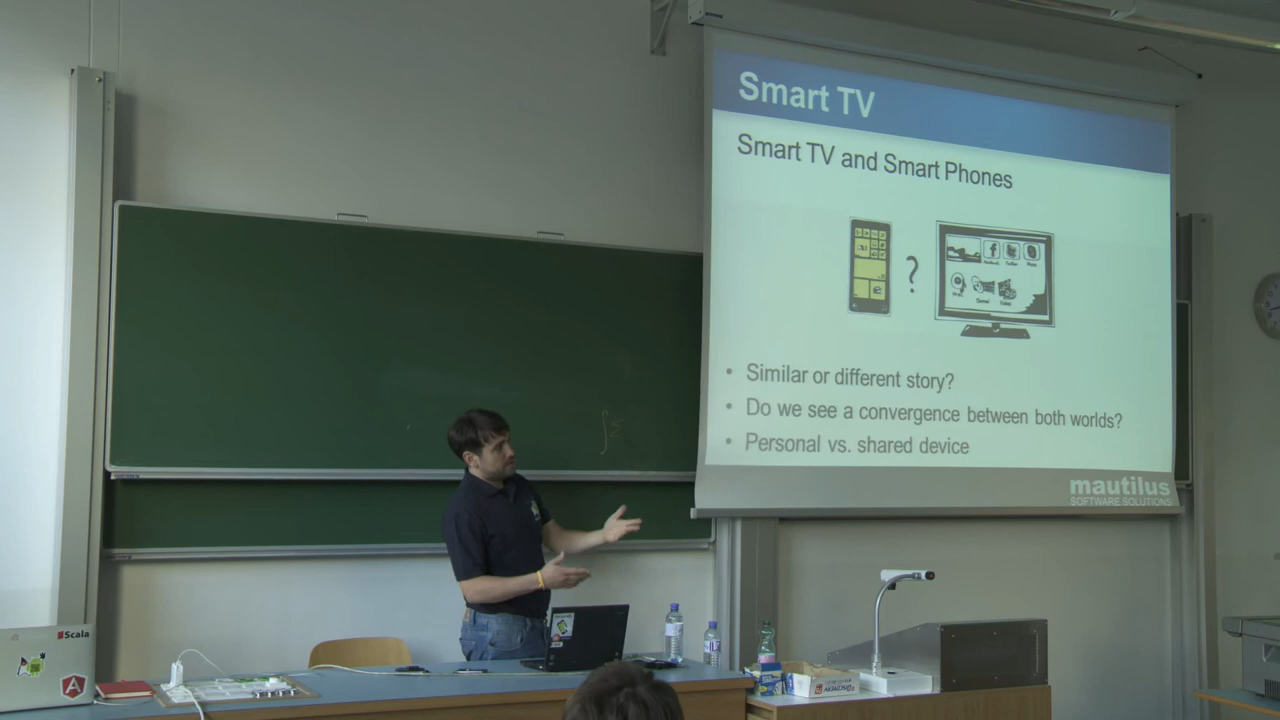 Smart TV
Smart TV and Smart Phones
?
• Similar or different story?
• Do we see a convergence between both worlds?
• Personal vs. shared device
mautilus
SOFTWARE SOLUTIONS
Scala